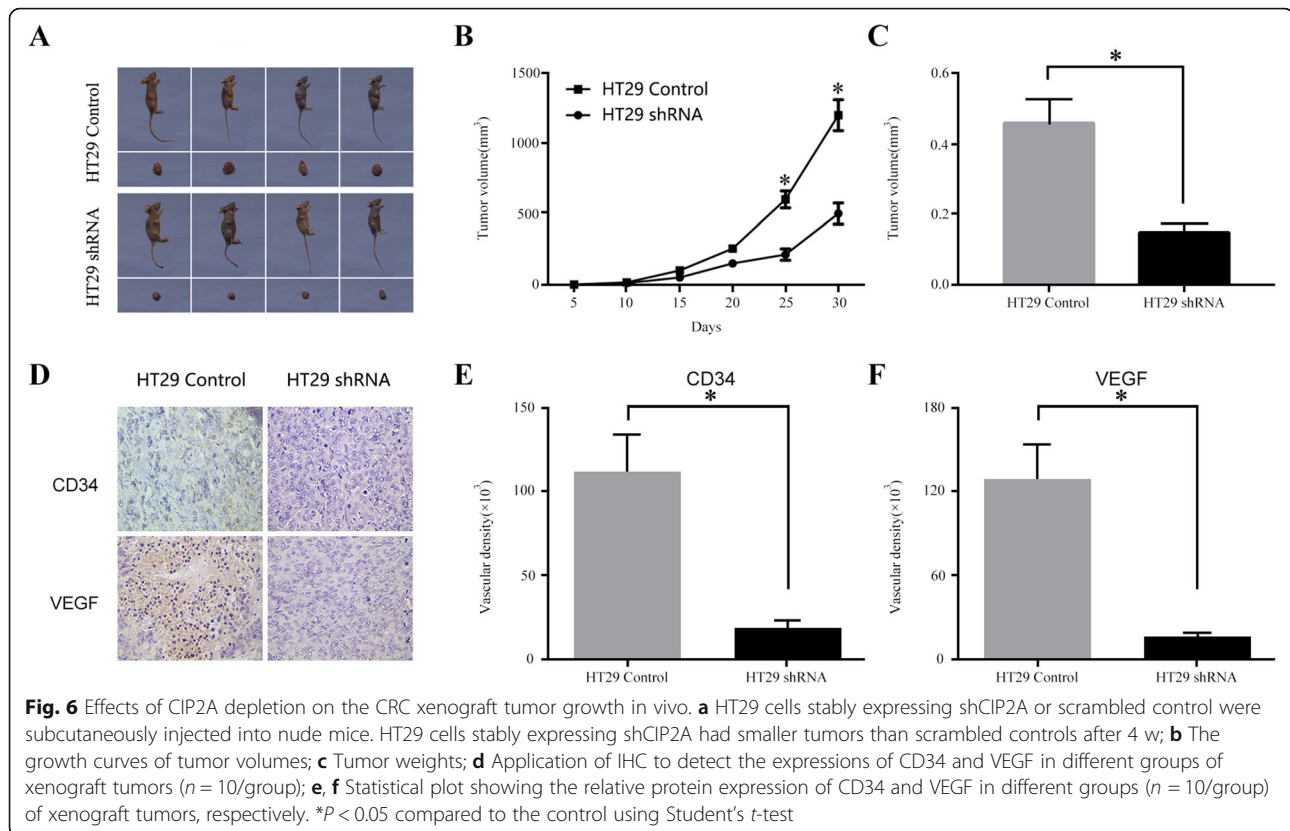 A
HT29 Control
HT29 shRNA
B
1500
1000
500
0
Tumor volume(mm³)
HT29 Control
HT29 shRNA
*
*
5 10 15 20 25 30
Days
C
0.6
0.4
0.2
0.0
Tumor volume(mm³)
*
HT29 Control HT29 shRNA
D
HT29 Control HT29 shRNA
CD34
VEGF
E
CD34
150
100
50
0
Vascular density(×10³)
*
HT29 Control HT29 shRNA
F
VEGF
180
120
60
0
Vascular density(×10³)
*
HT29 Control HT29 shRNA
Fig. 6 Effects of CIP2A depletion on the CRC xenograft tumor growth in vivo. a HT29 cells stably expressing shCIP2A or scrambled control were
subcutaneously injected into nude mice. HT29 cells stably expressing shCIP2A had smaller tumors than scrambled controls after 4 w; b The
growth curves of tumor volumes; c Tumor weights; d Application of IHC to detect the expressions of CD34 and VEGF in different groups of
xenograft tumors (n = 10/group); e, f Statistical plot showing the relative protein expression of CD34 and VEGF in different groups (n = 10/group)
of xenograft tumors, respectively. *P < 0.05 compared to the control using Student's t-test